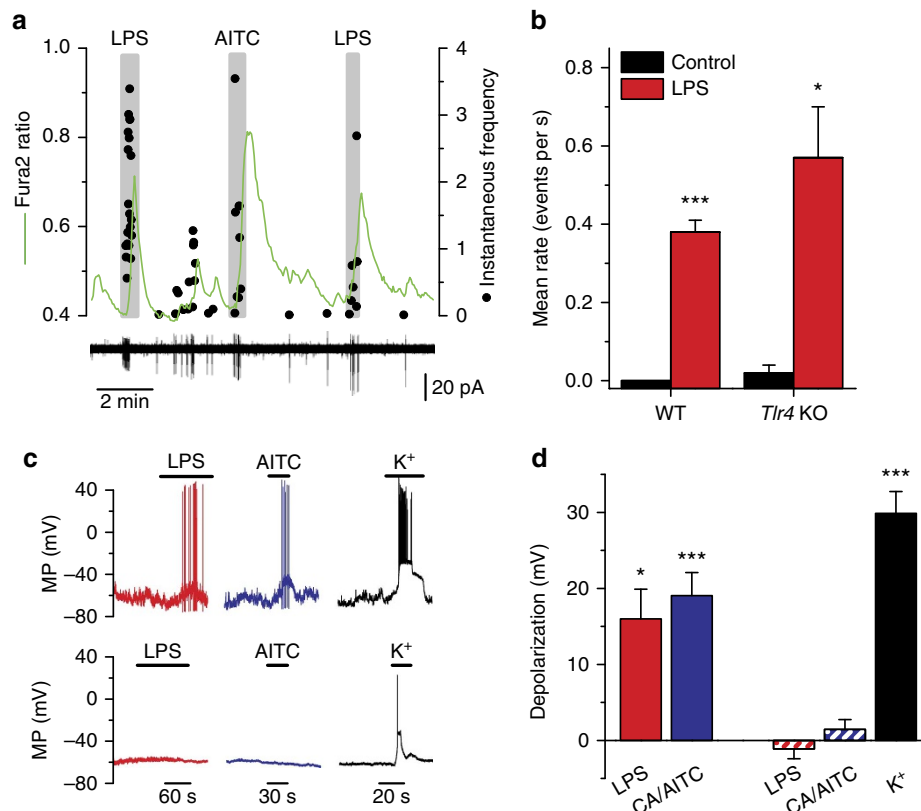 a
LPS AITC LPS
1.0
0.8
0.6
0.4
Fura2 ratio
4
3
2
1
0
Instantaneous frequency
2 min
20 pA
b
Control
LPS
0.8
0.6
0.4
0.2
0.0
Mean rate (events per s)
***
*
WT Tlr4 KO
c
LPS AITC K+
40
0
−40
−80
MP (mV)
LPS AITC K+
40
0
−40
−80
MP (mV)
60 s 30 s 20 s
d
30
20
10
0
Depolarization (mV)
*
***
***
LPS CA/AITC LPS CA/AITC K+